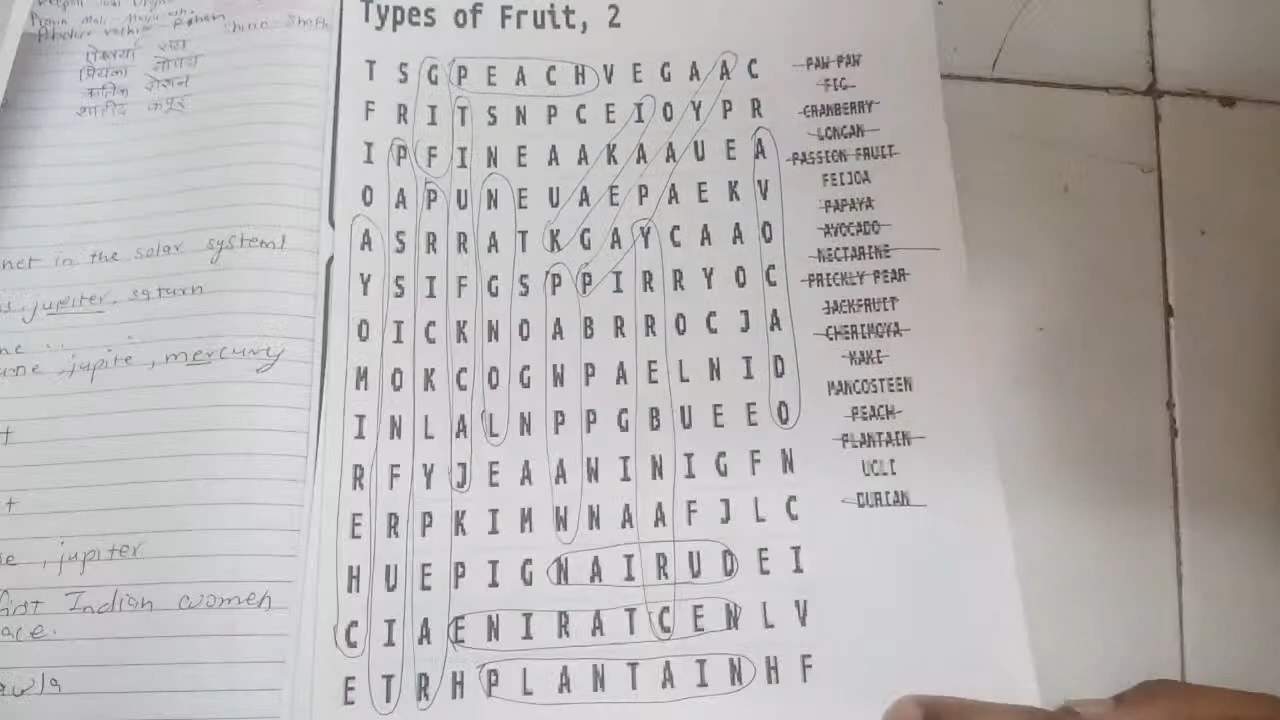 Types of Fruit, 2
T S G P E A C H V E G A A C
F R I T S N P C E I O Y P R
I P F I N E A A K A A U E A
O A P U N E U A E P A E K V
A S R R A T K G A Y C A A O
Y S I F G S P P I R R Y O C
O I C K N O A B R R O C J A
M O K C O G W P A E L N I D
I N L A L N P P G B U E E O
R F Y J E A A W I N I G F N
E R P K I M W N A A F J L C
H U E P I G N A I R U D E I
C I A E N I R A T C E N L V
E T R H P L A N T A I N H F
PAW PAW
FIG
CRANBERRY
LONGAN
PASSION FRUIT
FEIJOA
PAPAYA
AVOCADO
NECTARINE
PRICKLY PEAR
JACKFRUIT
CHERIMOYA
KAKI
MANGOSTEEN
PEACH
PLANTAIN
UGLI
DURIAN
net in the solar system
jupiter, saturn
jupite, mercury
jupiter
Indian women